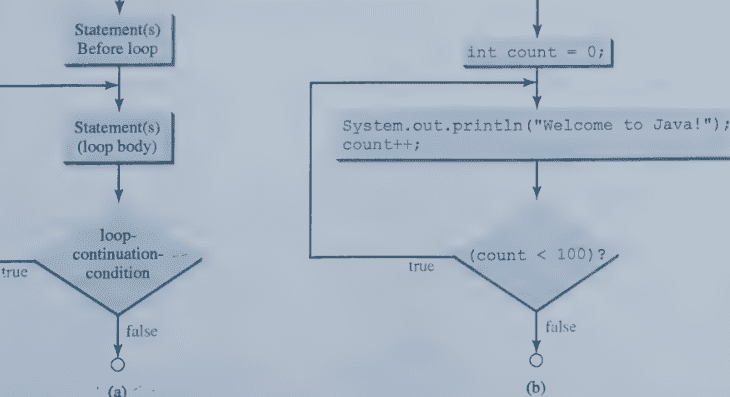 Statement(s)
Before loop
Statement(s)
(loop body)
loop-
continuation-
condition
true
false
(a)
int count = 0;
System.out.println("Welcome to Java!");
count++;
(count < 100)?
true
false
(b)